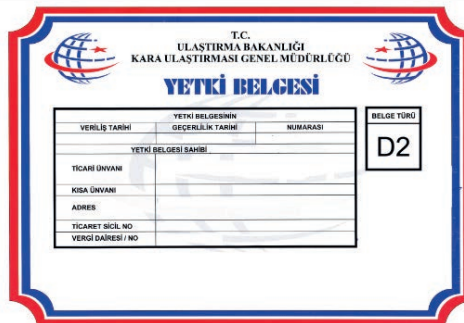 T.C.
ULAŞTIRMA BAKANLIĞI
KARA ULAŞTIRMASI GENEL MÜDÜRLÜĞÜ
YETKİ BELGESİ
YETKİ BELGESİNİN
VERİLİŞ TARİHİ GEÇERLİLİK TARİHİ NUMARASI
YETKİ BELGESİ SAHİBİ
TİCARİ ÜNVANI
KISA ÜNVANI
ADRES
TİCARET SİCİL NO
VERGİ DAİRESİ / NO
BELGE TÜRÜ
D2